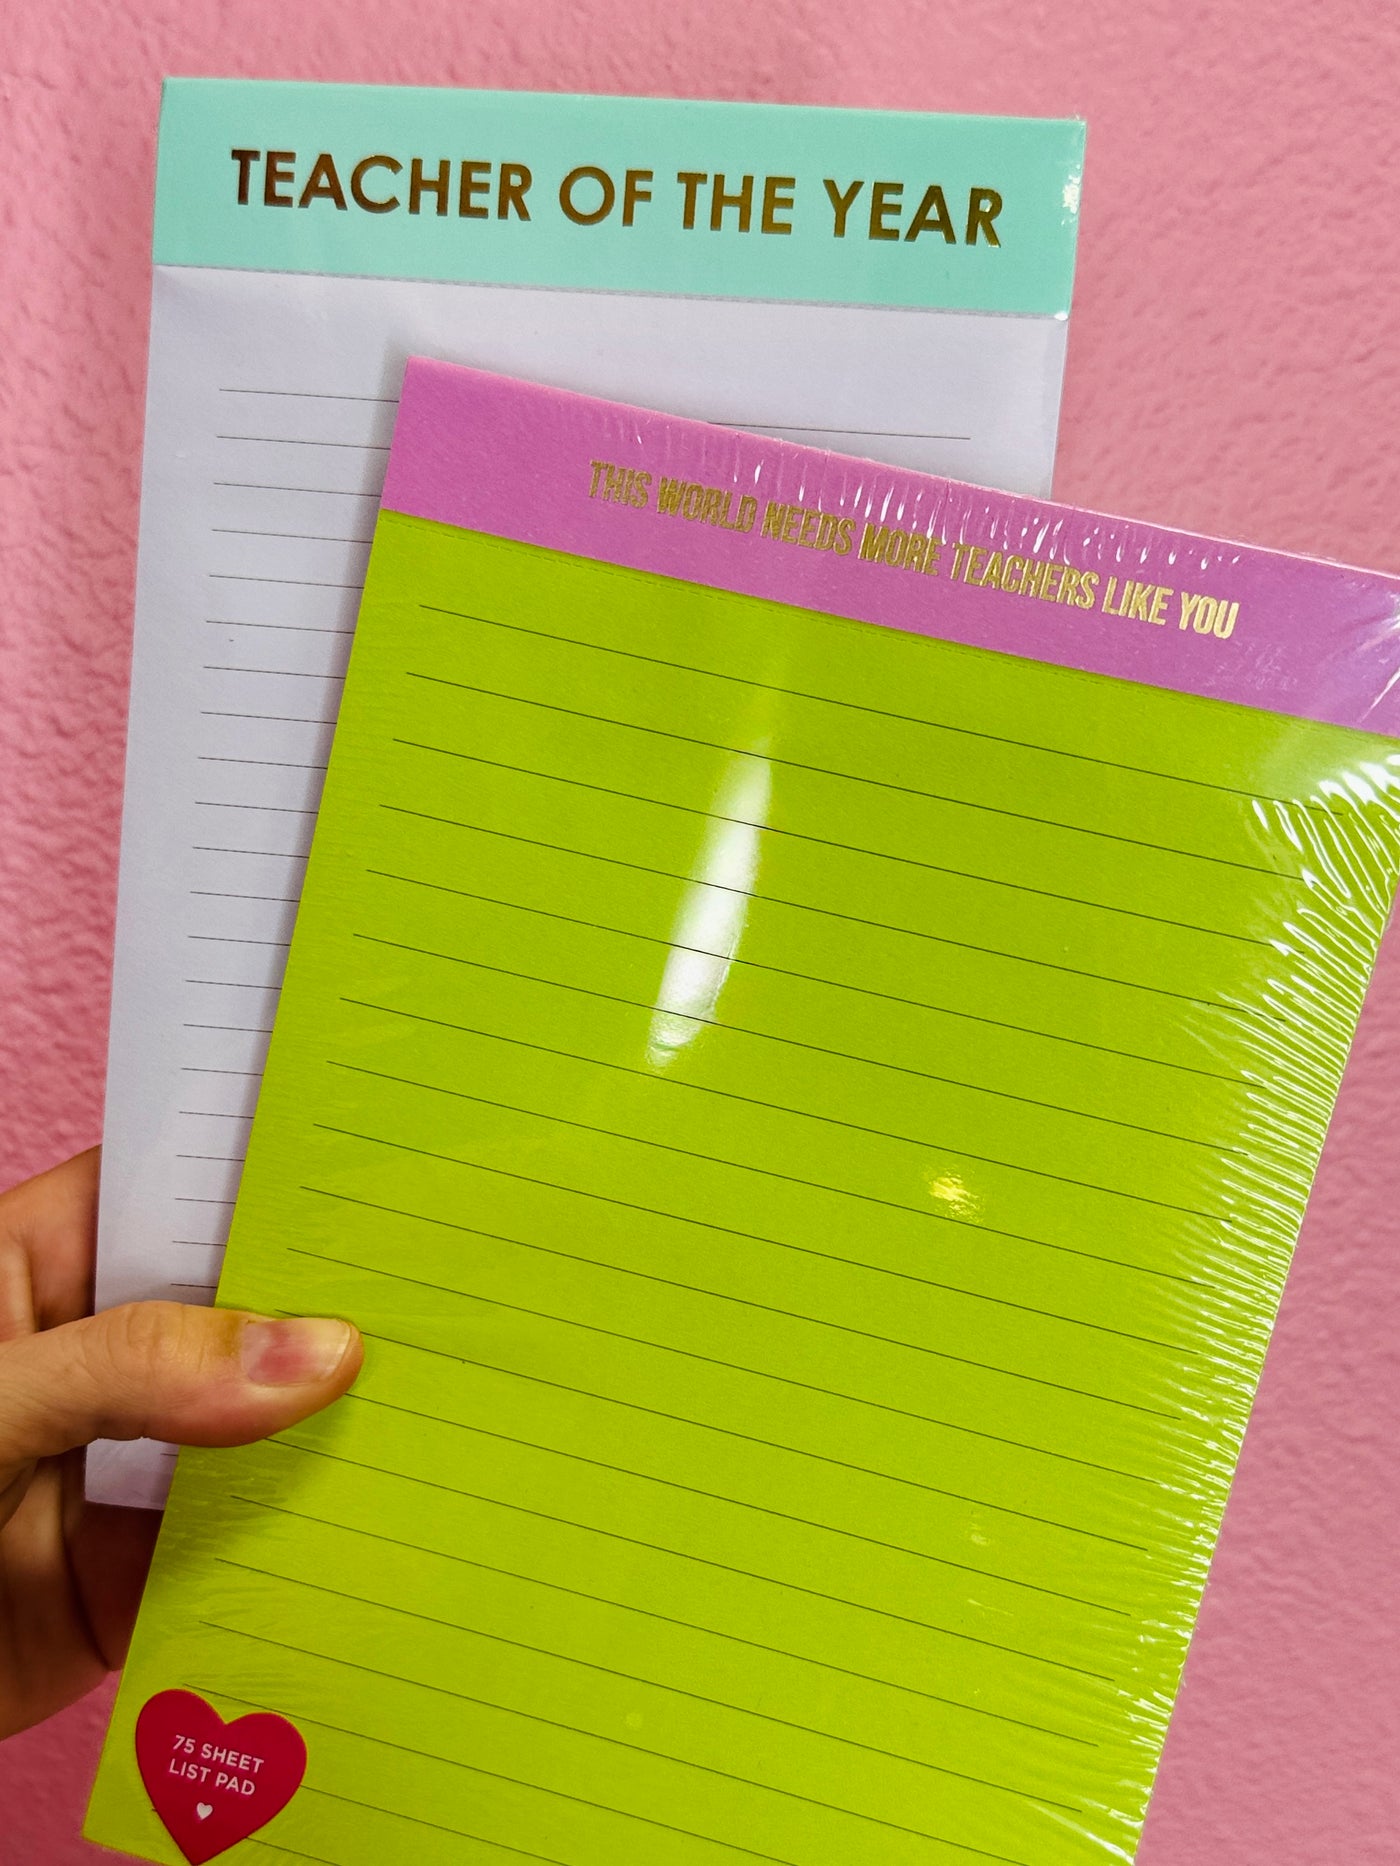 TEACHER OF THE YEAR
THIS WORLD NEEDS MORE TEACHERS LIKE YOU
75 SHEET
LIST PAD